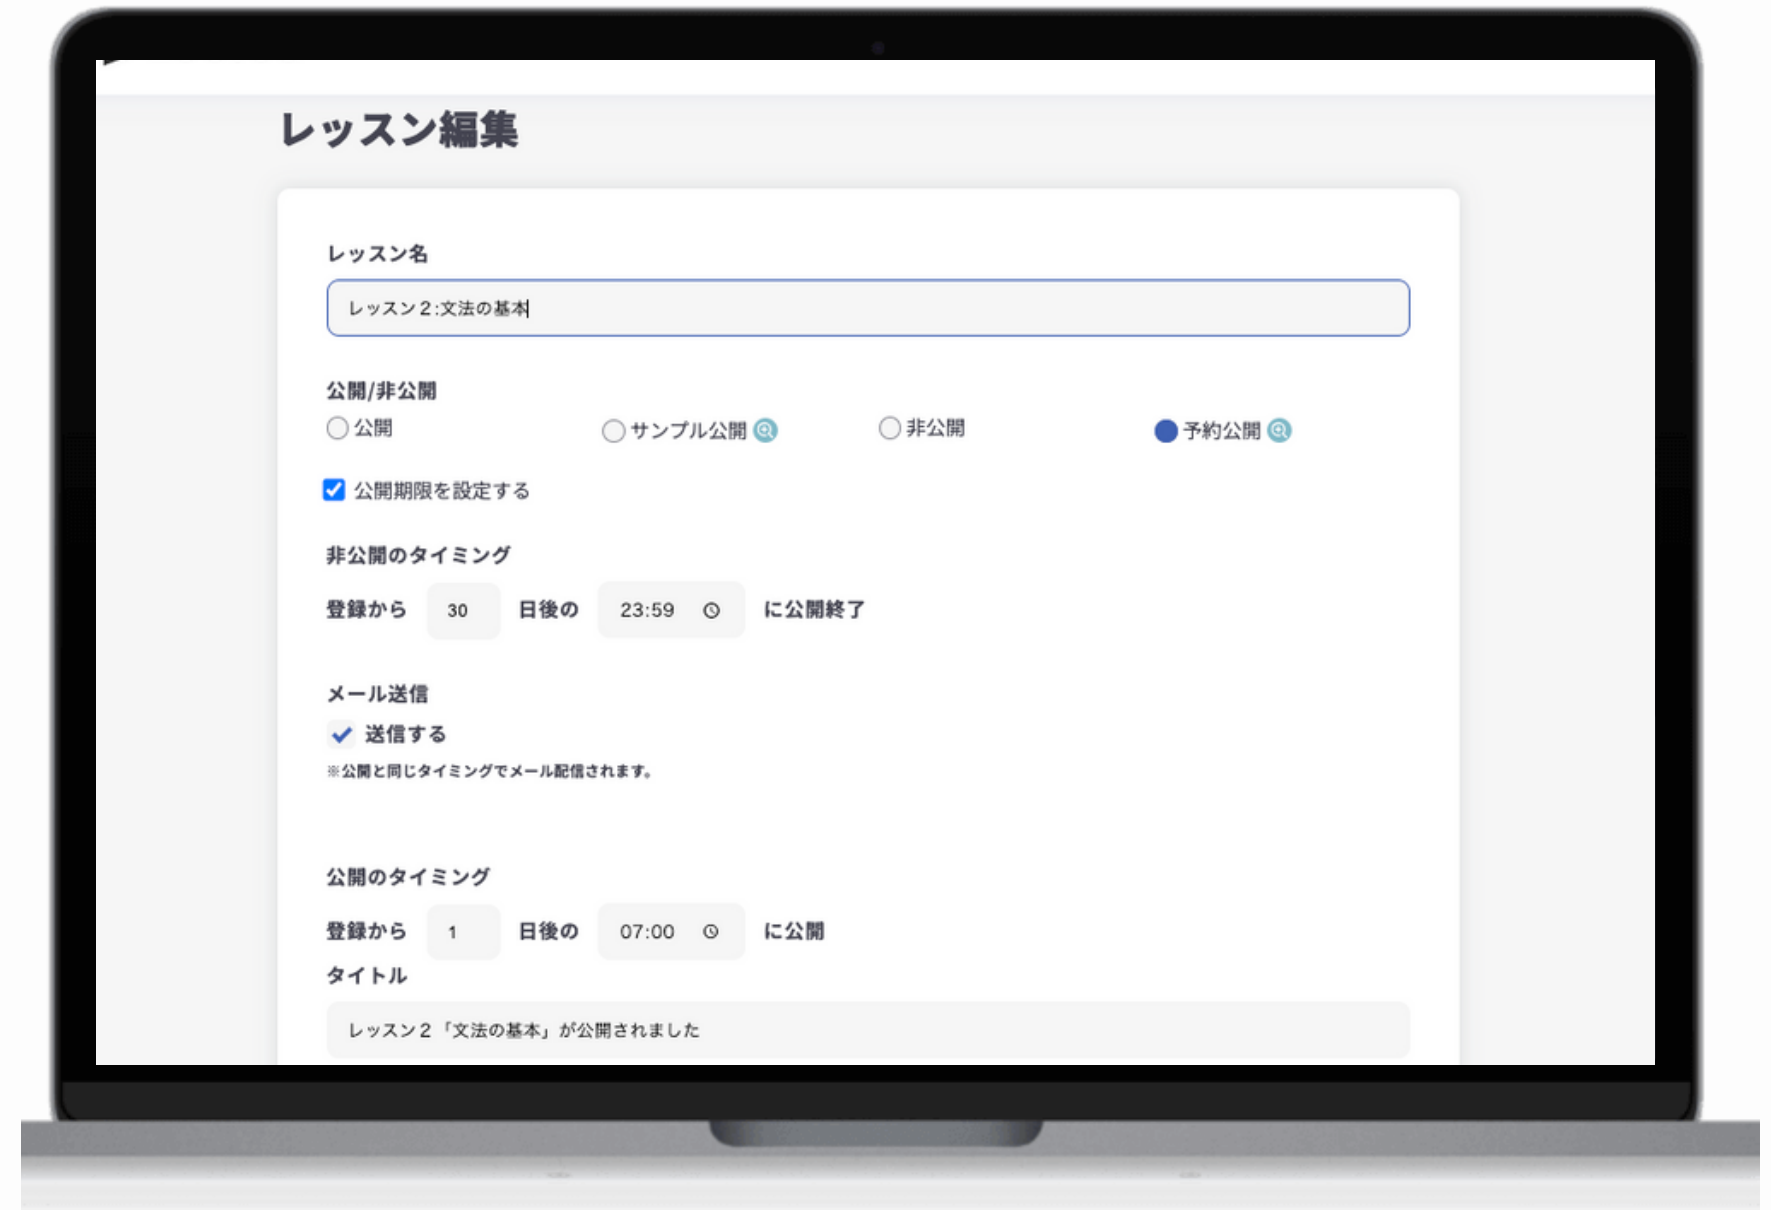 レッスン編集
レッスン名
レッスン２:文法の基本
公開/非公開
公開 サンプル公開 非公開 予約公開
公開期限を設定する
非公開のタイミング
登録から 30 日後の 23:59 に公開終了
メール送信
送信する
※公開と同じタイミングでメール配信されます。
公開のタイミング
登録から 1 日後の 07:00 に公開
タイトル
レッスン２「文法の基本」が公開されました